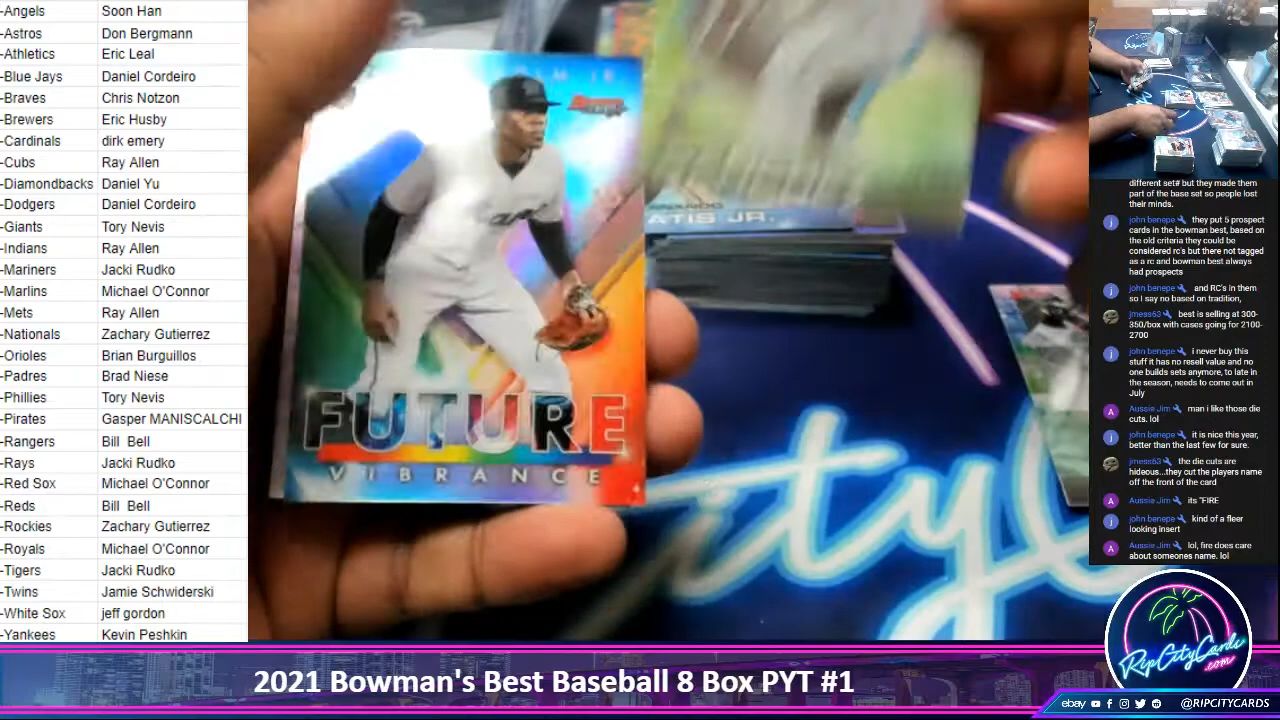 -Angels Soon Han
-Astros Don Bergmann
-Athletics Eric Leal
-Blue Jays Daniel Cordeiro
-Braves Chris Notzon
-Brewers Eric Husby
-Cardinals dirk emery
-Cubs Ray Allen
-Diamondbacks Daniel Yu
-Dodgers Daniel Cordeiro
-Giants Tory Nevis
-Indians Ray Allen
-Mariners Jacki Rudko
-Marlins Michael O'Connor
-Mets Ray Allen
-Nationals Zachary Gutierrez
-Orioles Brian Burguillos
-Padres Brad Niese
-Phillies Tory Nevis
-Pirates Gasper MANISCALCHI
-Rangers Bill Bell
-Rays Jacki Rudko
-Red Sox Michael O'Connor
-Reds Bill Bell
-Rockies Zachary Gutierrez
-Royals Michael O'Connor
-Tigers Jacki Rudko
-Twins Jamie Schwiderski
-White Sox jeff gordon
-Yankees Kevin Peshkin
JR
FUTURE
VIBRANCE
ATIS JR.
ityC
different set# but they made them
part of the base set so people lost
their minds.
john benepe they put 5 prospect
cards in the bowman best, based on
the old criteria they could be
considered rc's but there not tagged
as a rc and bowman best always
had prospects
john benepe and RC's in them
so I say no based on tradition,
jmess63 best is selling at 300-
350/box with cases going for 2100-
2700
john benepe i never buy this
stuff it has no resell value and no
one builds sets anymore, to late in
the season, needs to come out in
July
Aussie Jim man i like those die
cuts. lol
john benepe it is nice this year,
better than the last few for sure.
jmess63 the die cuts are
hideous...they cut the players name
off the front of the card
Aussie Jim its "FIRE
john benepe kind of a fleer
looking insert
Aussie Jim lol, fire does care
about someones name. lol
RipCityCards
.com
2021 Bowman's Best Baseball 8 Box PYT #1
ebay @RIPCITYCARDS